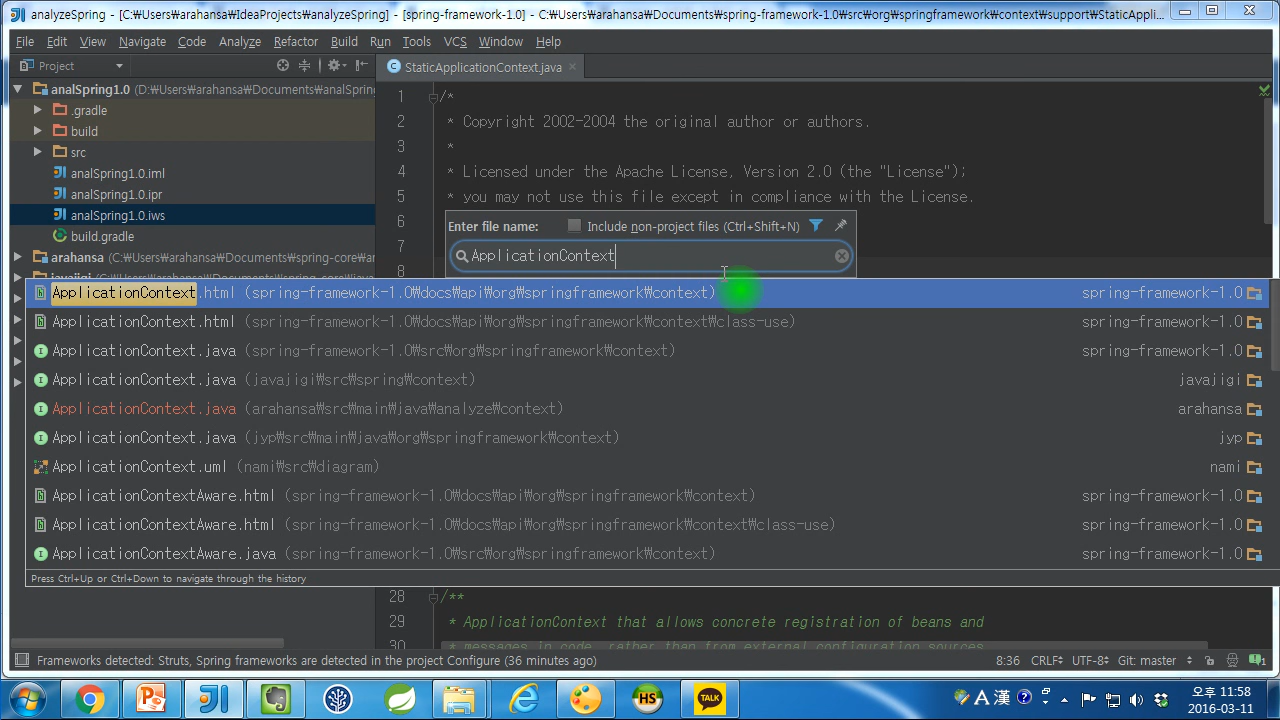 analyzeSpring - [C:₩Users₩arahansa₩IdeaProjects₩analyzeSpring] - [spring-framework-1.0] - C:₩Users₩arahansa₩Documents₩spring-framework-1.0₩src₩org₩springframework₩context₩support₩StaticAppli...
File Edit View Navigate Code Analyze Refactor Build Run Tools VCS Window Help
Project
StaticApplicationContext.java
analSpring1.0 (D:₩Users₩arahansa₩Documents₩analSpring
.gradle
build
src
analSpring1.0.iml
analSpring1.0.ipr
analSpring1.0.iws
build.gradle
arahansa (C:₩Users₩arahansa₩Documents₩spring-core₩ar
1 /*
2 * Copyright 2002-2004 the original author or authors.
3 *
4 * Licensed under the Apache License, Version 2.0 (the "License");
5 * you may not use this file except in compliance with the License.
6
7
8
Enter file name: Include non-project files (Ctrl+Shift+N)
ApplicationContext
ApplicationContext.html (spring-framework-1.0₩docs₩api₩org₩springframework₩context) spring-framework-1.0
ApplicationContext.html (spring-framework-1.0₩docs₩api₩org₩springframework₩context₩class-use) spring-framework-1.0
ApplicationContext.java (spring-framework-1.0₩src₩org₩springframework₩context) spring-framework-1.0
ApplicationContext.java (javajigi₩src₩spring₩context) javajigi
ApplicationContext.java (arahansa₩src₩main₩java₩analyze₩context) arahansa
ApplicationContext.java (jyp₩src₩main₩java₩org₩springframework₩context) jyp
ApplicationContext.uml (nami₩src₩diagram) nami
ApplicationContextAware.html (spring-framework-1.0₩docs₩api₩org₩springframework₩context) spring-framework-1.0
ApplicationContextAware.html (spring-framework-1.0₩docs₩api₩org₩springframework₩context₩class-use) spring-framework-1.0
ApplicationContextAware.java (spring-framework-1.0₩src₩org₩springframework₩context) spring-framework-1.0
Press Ctrl+Up or Ctrl+Down to navigate through the history
28 /**
29 * ApplicationContext that allows concrete registration of beans and
30 * messages in code, rather than from external configuration sources
Frameworks detected: Struts, Spring frameworks are detected in the project Configure (36 minutes ago) 8:36 CRLF÷ UTF-8÷ Git: master
HS
TALK
A 漢
오후 11:58
2016-03-11